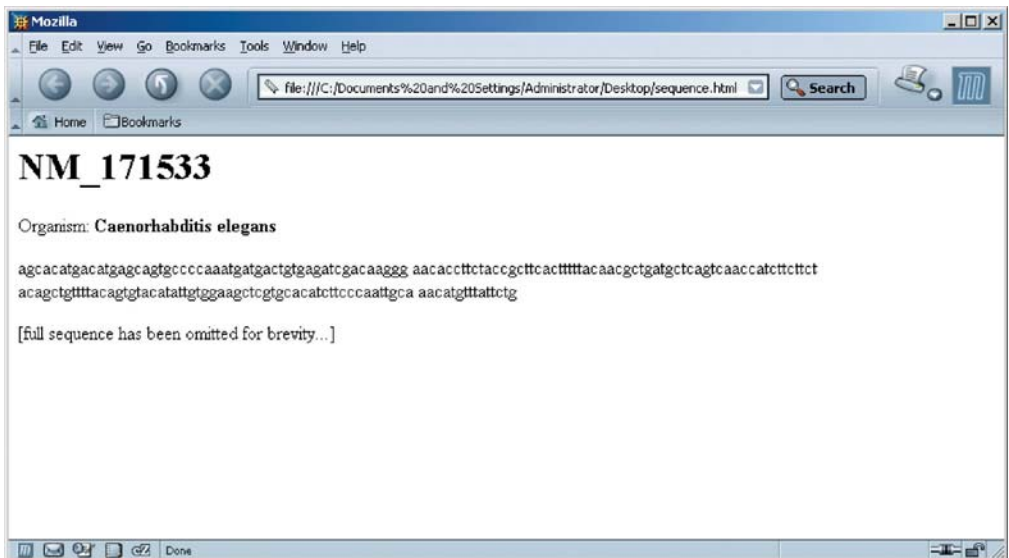 Mozilla
File Edit View Go Bookmarks Tools Window Help
file:///C:/Documents%20and%20Settings/Administrator/Desktop/sequence.html Search
Home Bookmarks
NM_171533
Organism: Caenorhabditis elegans
agcacatgacatgagcagtgccccaaatgatgactgtgagatcgacaaggg aacaccttctaccgcttcactttttacaacgctgatgctcagtcaaccatcttcttct
acagctgttttacagtgtacatattgtggaagctcgtgcacatcttcccaattgca aacatgtttattctg
[full sequence has been omitted for brevity...]
Done